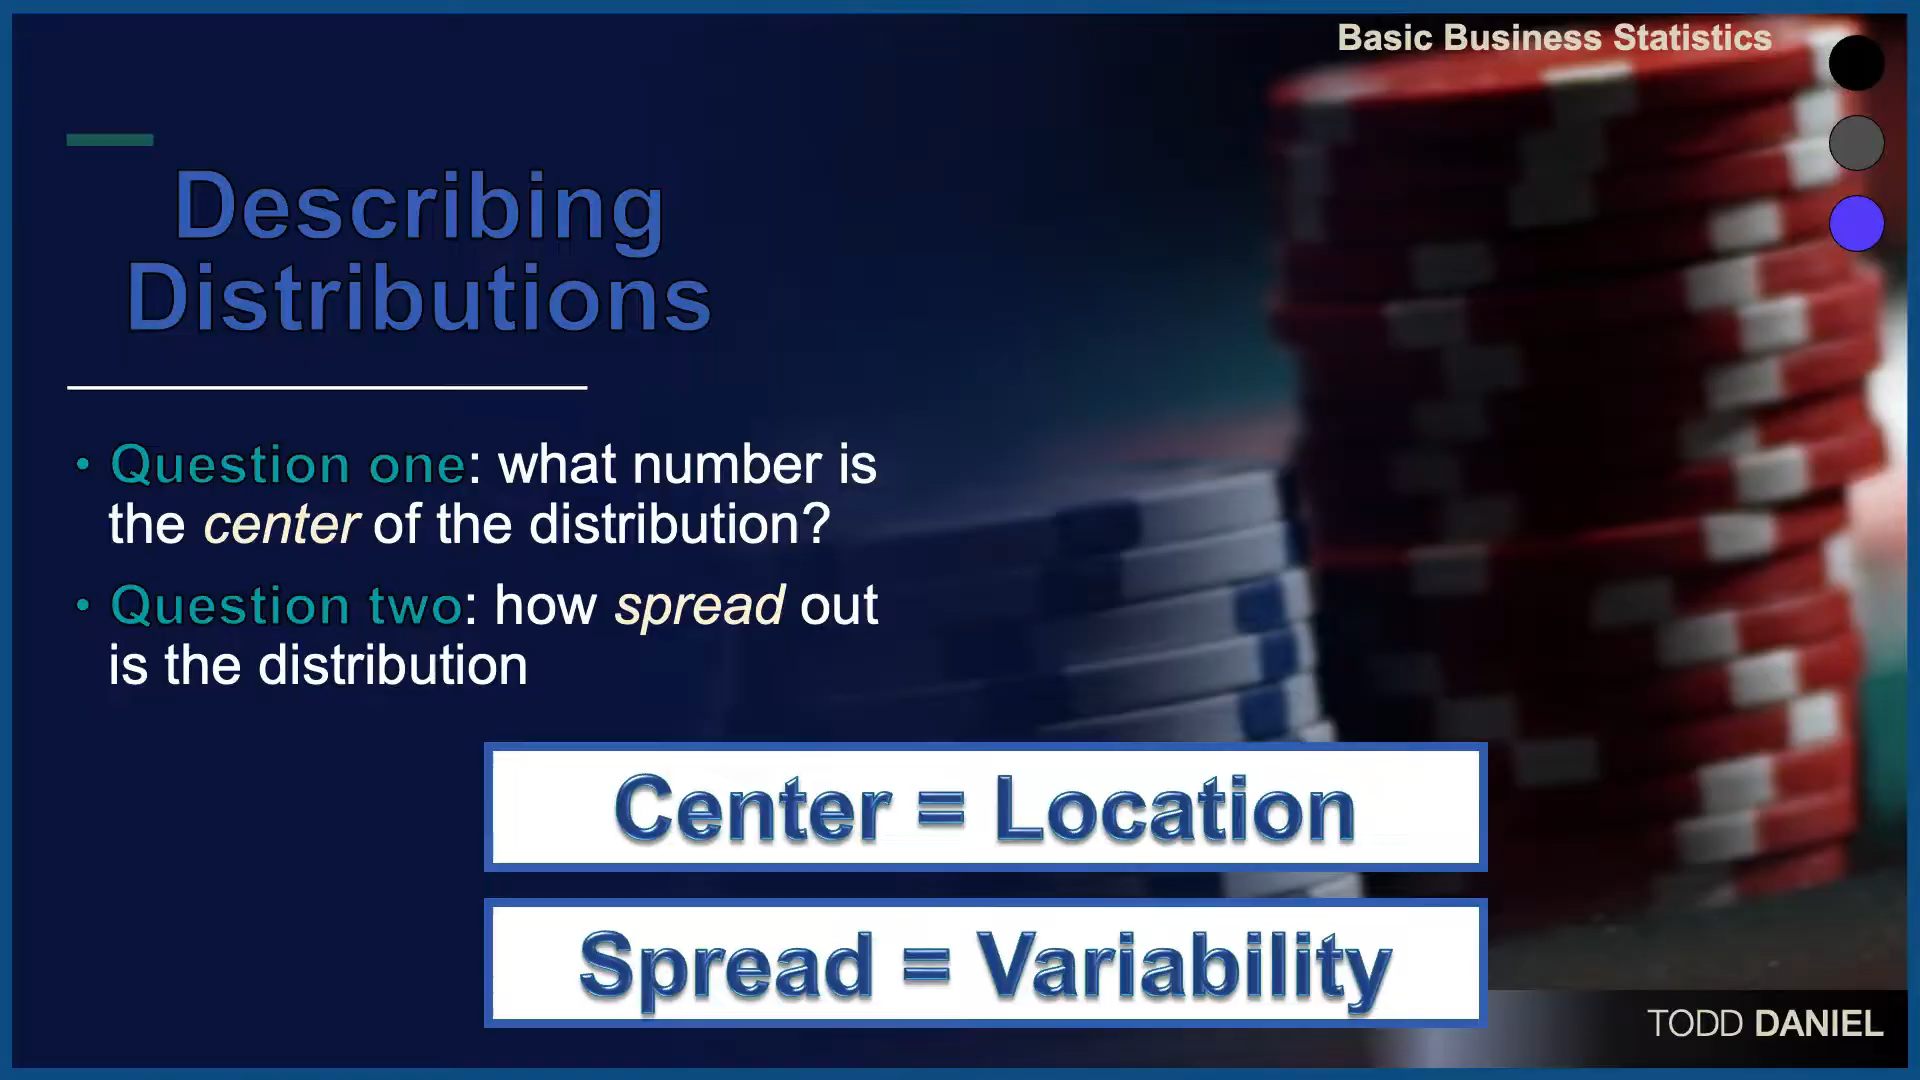 Basic Business Statistics
Describing
Distributions
• Question one: what number is
the center of the distribution?
• Question two: how spread out
is the distribution
Center = Location
Spread = Variability
TODD DANIEL